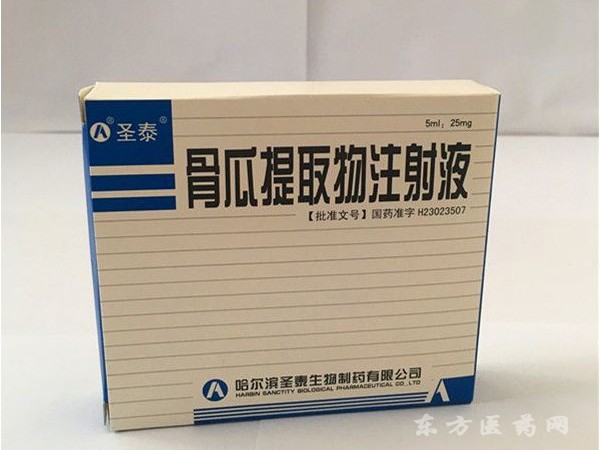 5ml：25mg
圣泰®
骨瓜提取物注射液
【批准文号】国药准字 H23023507
哈尔滨圣泰生物制药有限公司
HARBIN SANCTITY BIOLOGICAL PHARMACEUTICAL CO.,LTD
东方医药网